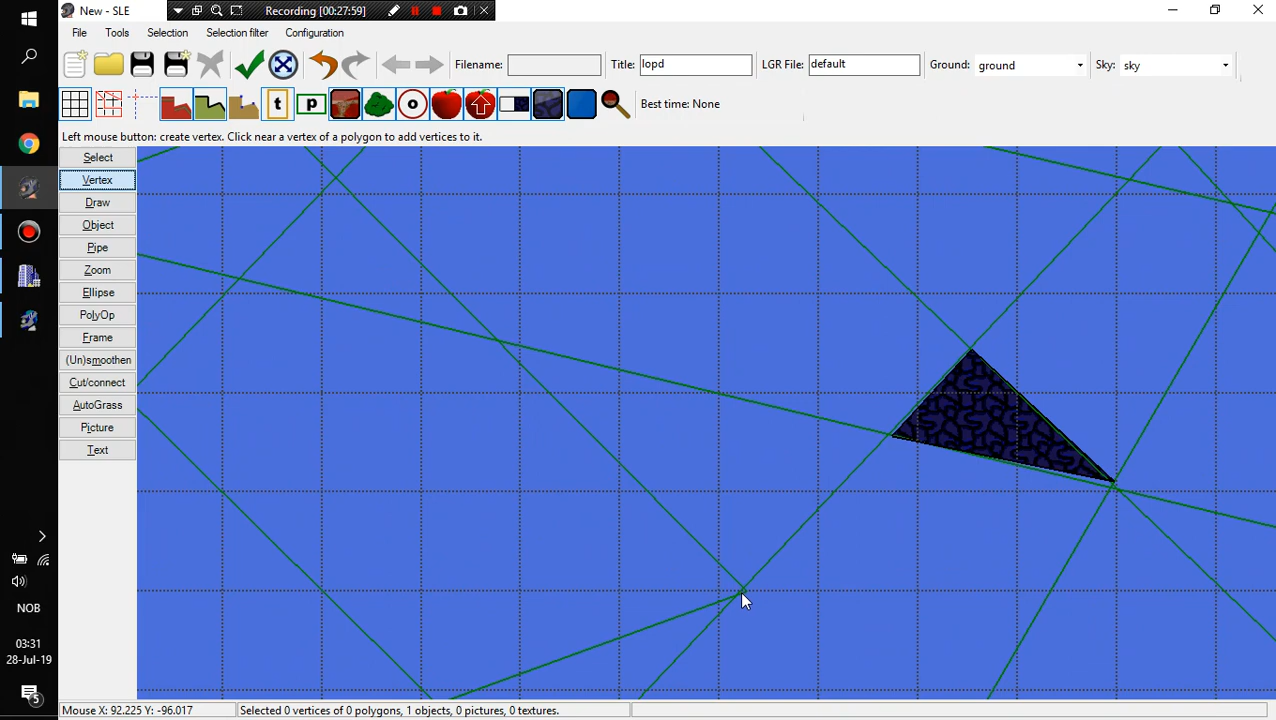 New - SLE
Recording [00:27:59]
File Tools Selection Selection filter Configuration
Filename: Title: lopd LGR File: default Ground: ground Sky: sky
t p o Best time: None
Left mouse button: create vertex. Click near a vertex of a polygon to add vertices to it.
Select
Vertex
Draw
Object
Pipe
Zoom
Ellipse
PolyOp
Frame
(Un)smoothen
Cut/connect
AutoGrass
Picture
Text
NOB
03:31
28-Jul-19
5
Mouse X: 92.225 Y: -96.017 Selected 0 vertices of 0 polygons, 1 objects, 0 pictures, 0 textures.